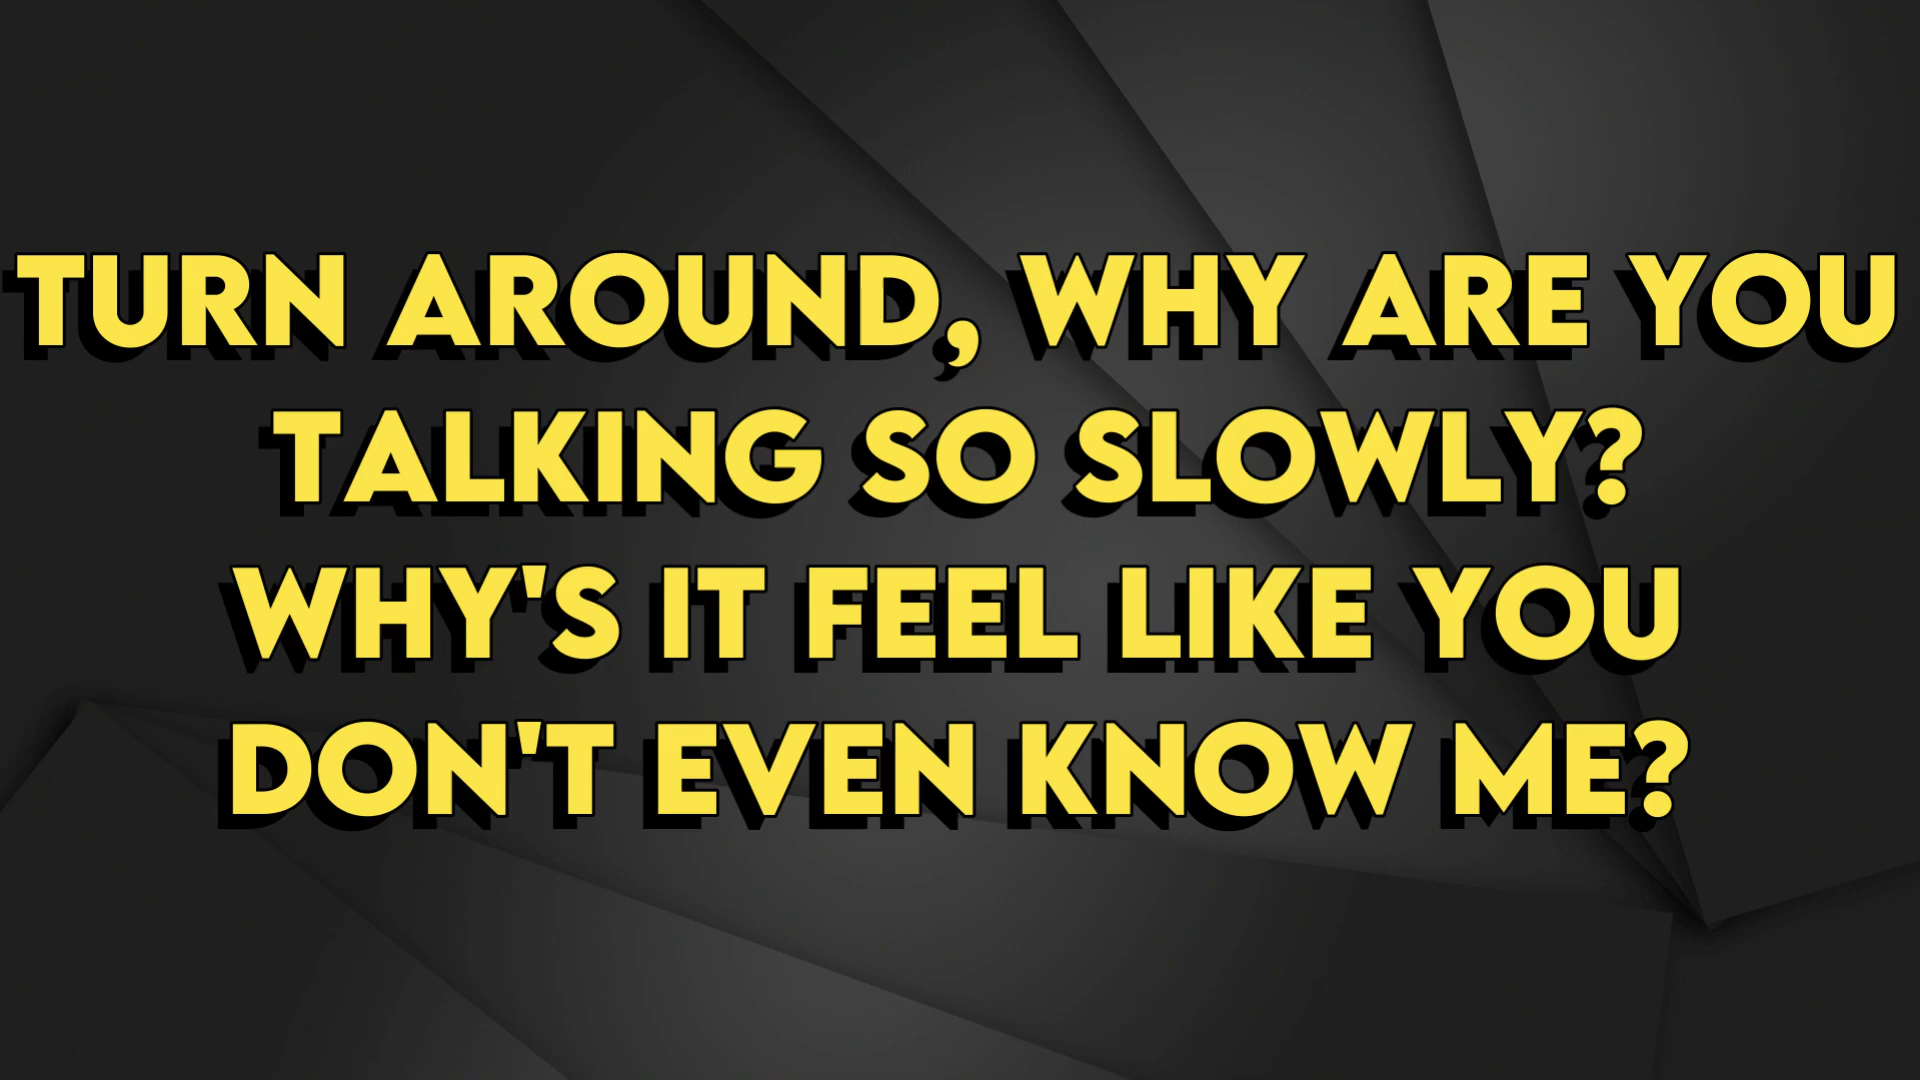 TURN AROUND, WHY ARE YOU
TALKING SO SLOWLY?
WHY'S IT FEEL LIKE YOU
DON'T EVEN KNOW ME?